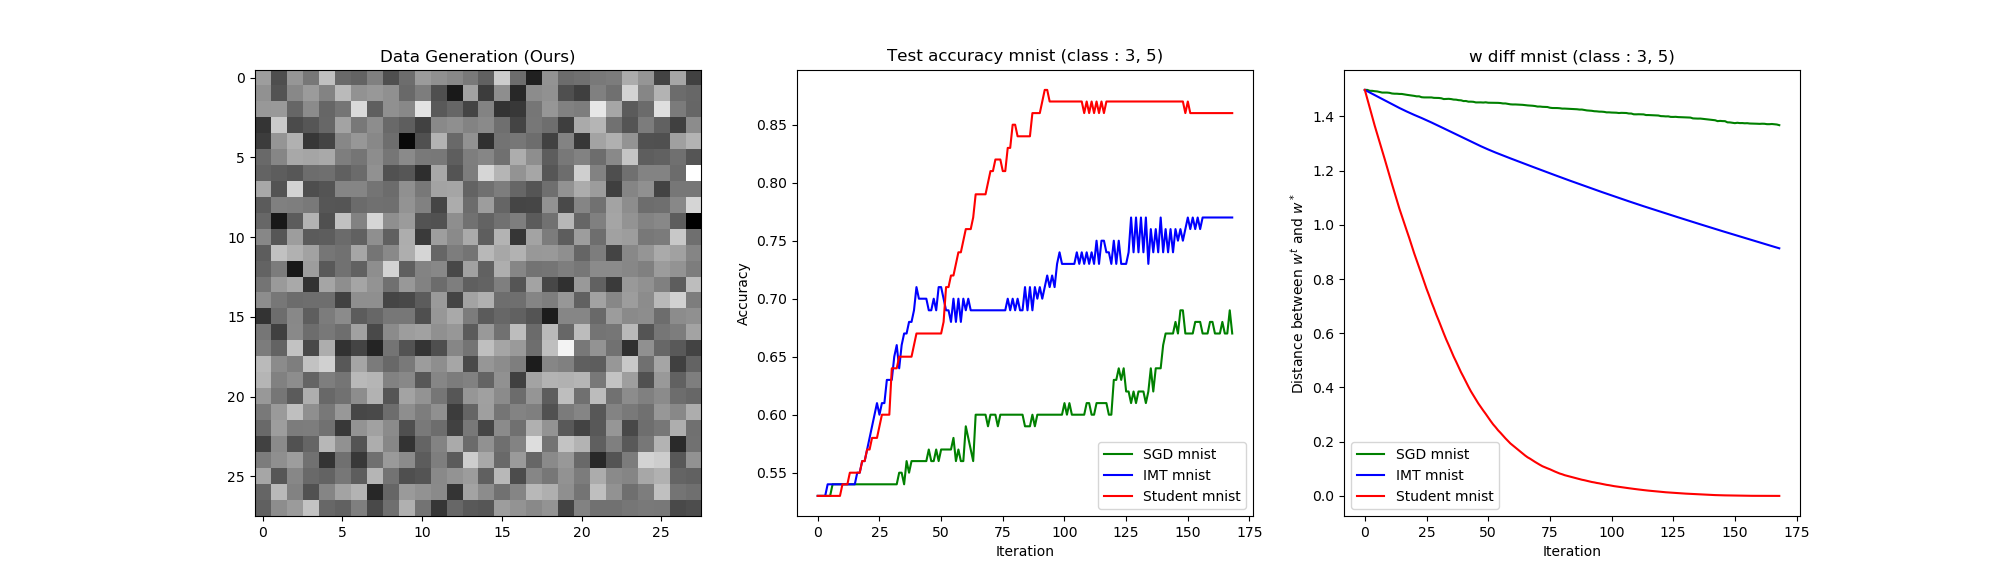 Data Generation (Ours)
0
5
10
15
20
25
0 5 10 15 20 25
Test accuracy mnist (class : 3, 5)
Accuracy
0.85
0.80
0.75
0.70
0.65
0.60
0.55
SGD mnist
IMT mnist
Student mnist
0 25 50 75 100 125 150 175
Iteration
w diff mnist (class : 3, 5)
Distance between w^t and w^*
1.4
1.2
1.0
0.8
0.6
0.4
0.2
0.0
SGD mnist
IMT mnist
Student mnist
0 25 50 75 100 125 150 175
Iteration